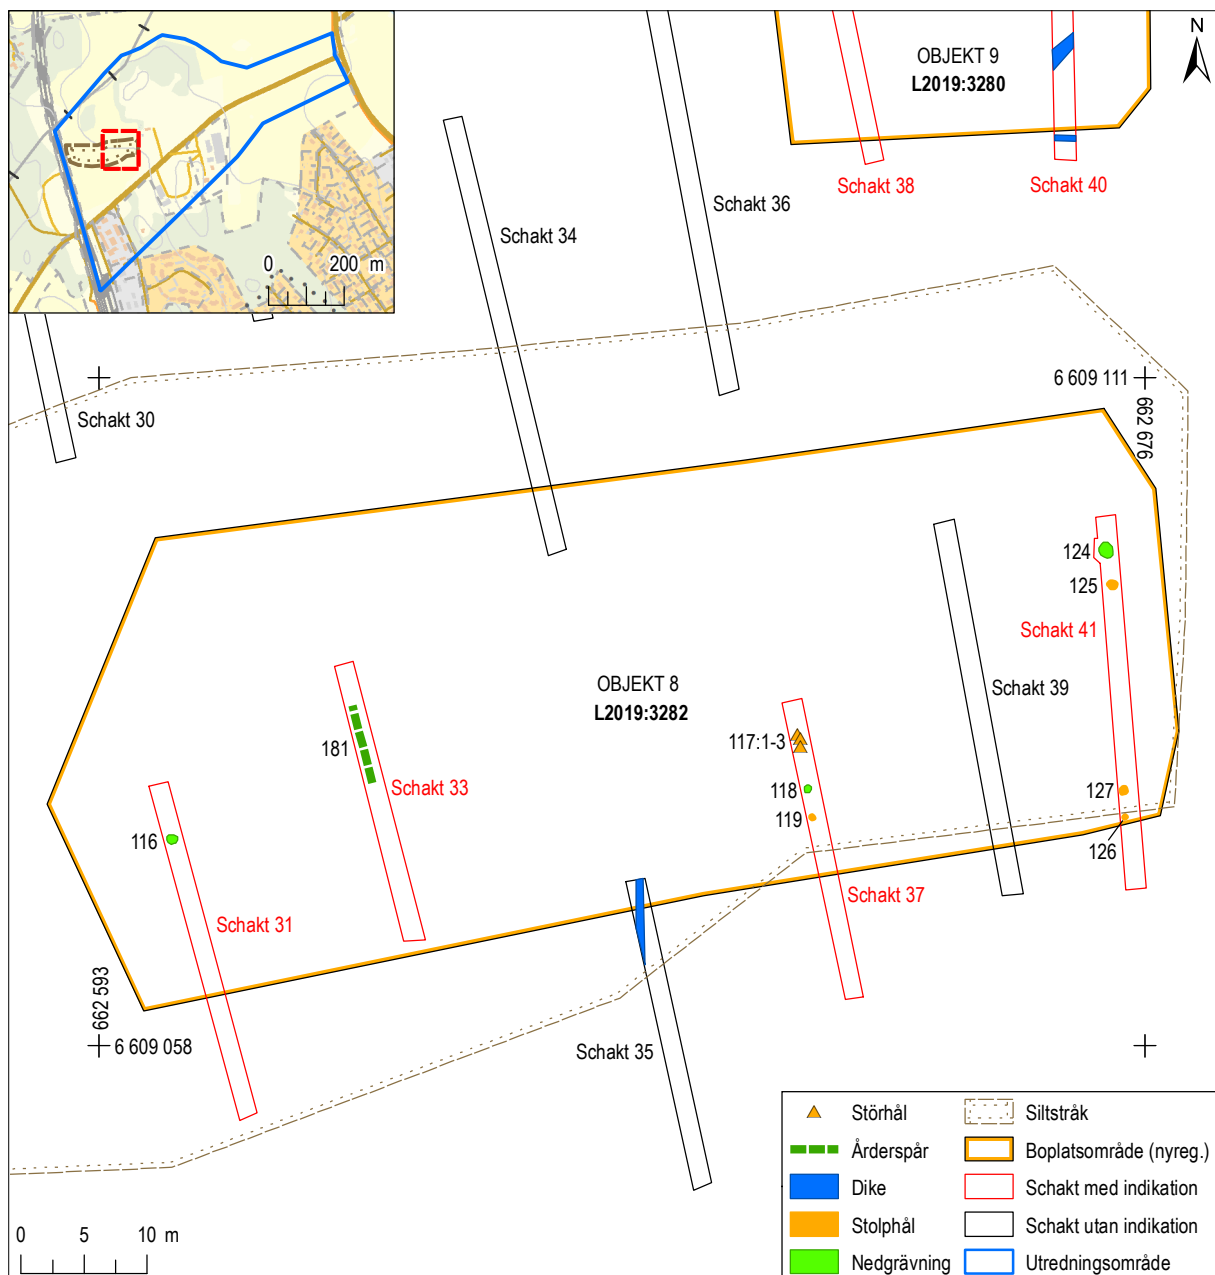 0 200 m
N
OBJEKT 9
L2019:3280
Schakt 38
Schakt 40
Schakt 36
Schakt 34
Schakt 30
6 609 111
662 676
124
125
Schakt 41
OBJEKT 8
L2019:3282
Schakt 39
117:1-3
181
Schakt 33
118
119
127
116
126
Schakt 31
Schakt 37
662 593
6 609 058
Schakt 35
0 5 10 m
Störhål
Årderspår
Dike
Stolphål
Nedgrävning
Siltstråk
Boplatsområde (nyreg.)
Schakt med indikation
Schakt utan indikation
Utredningsområde